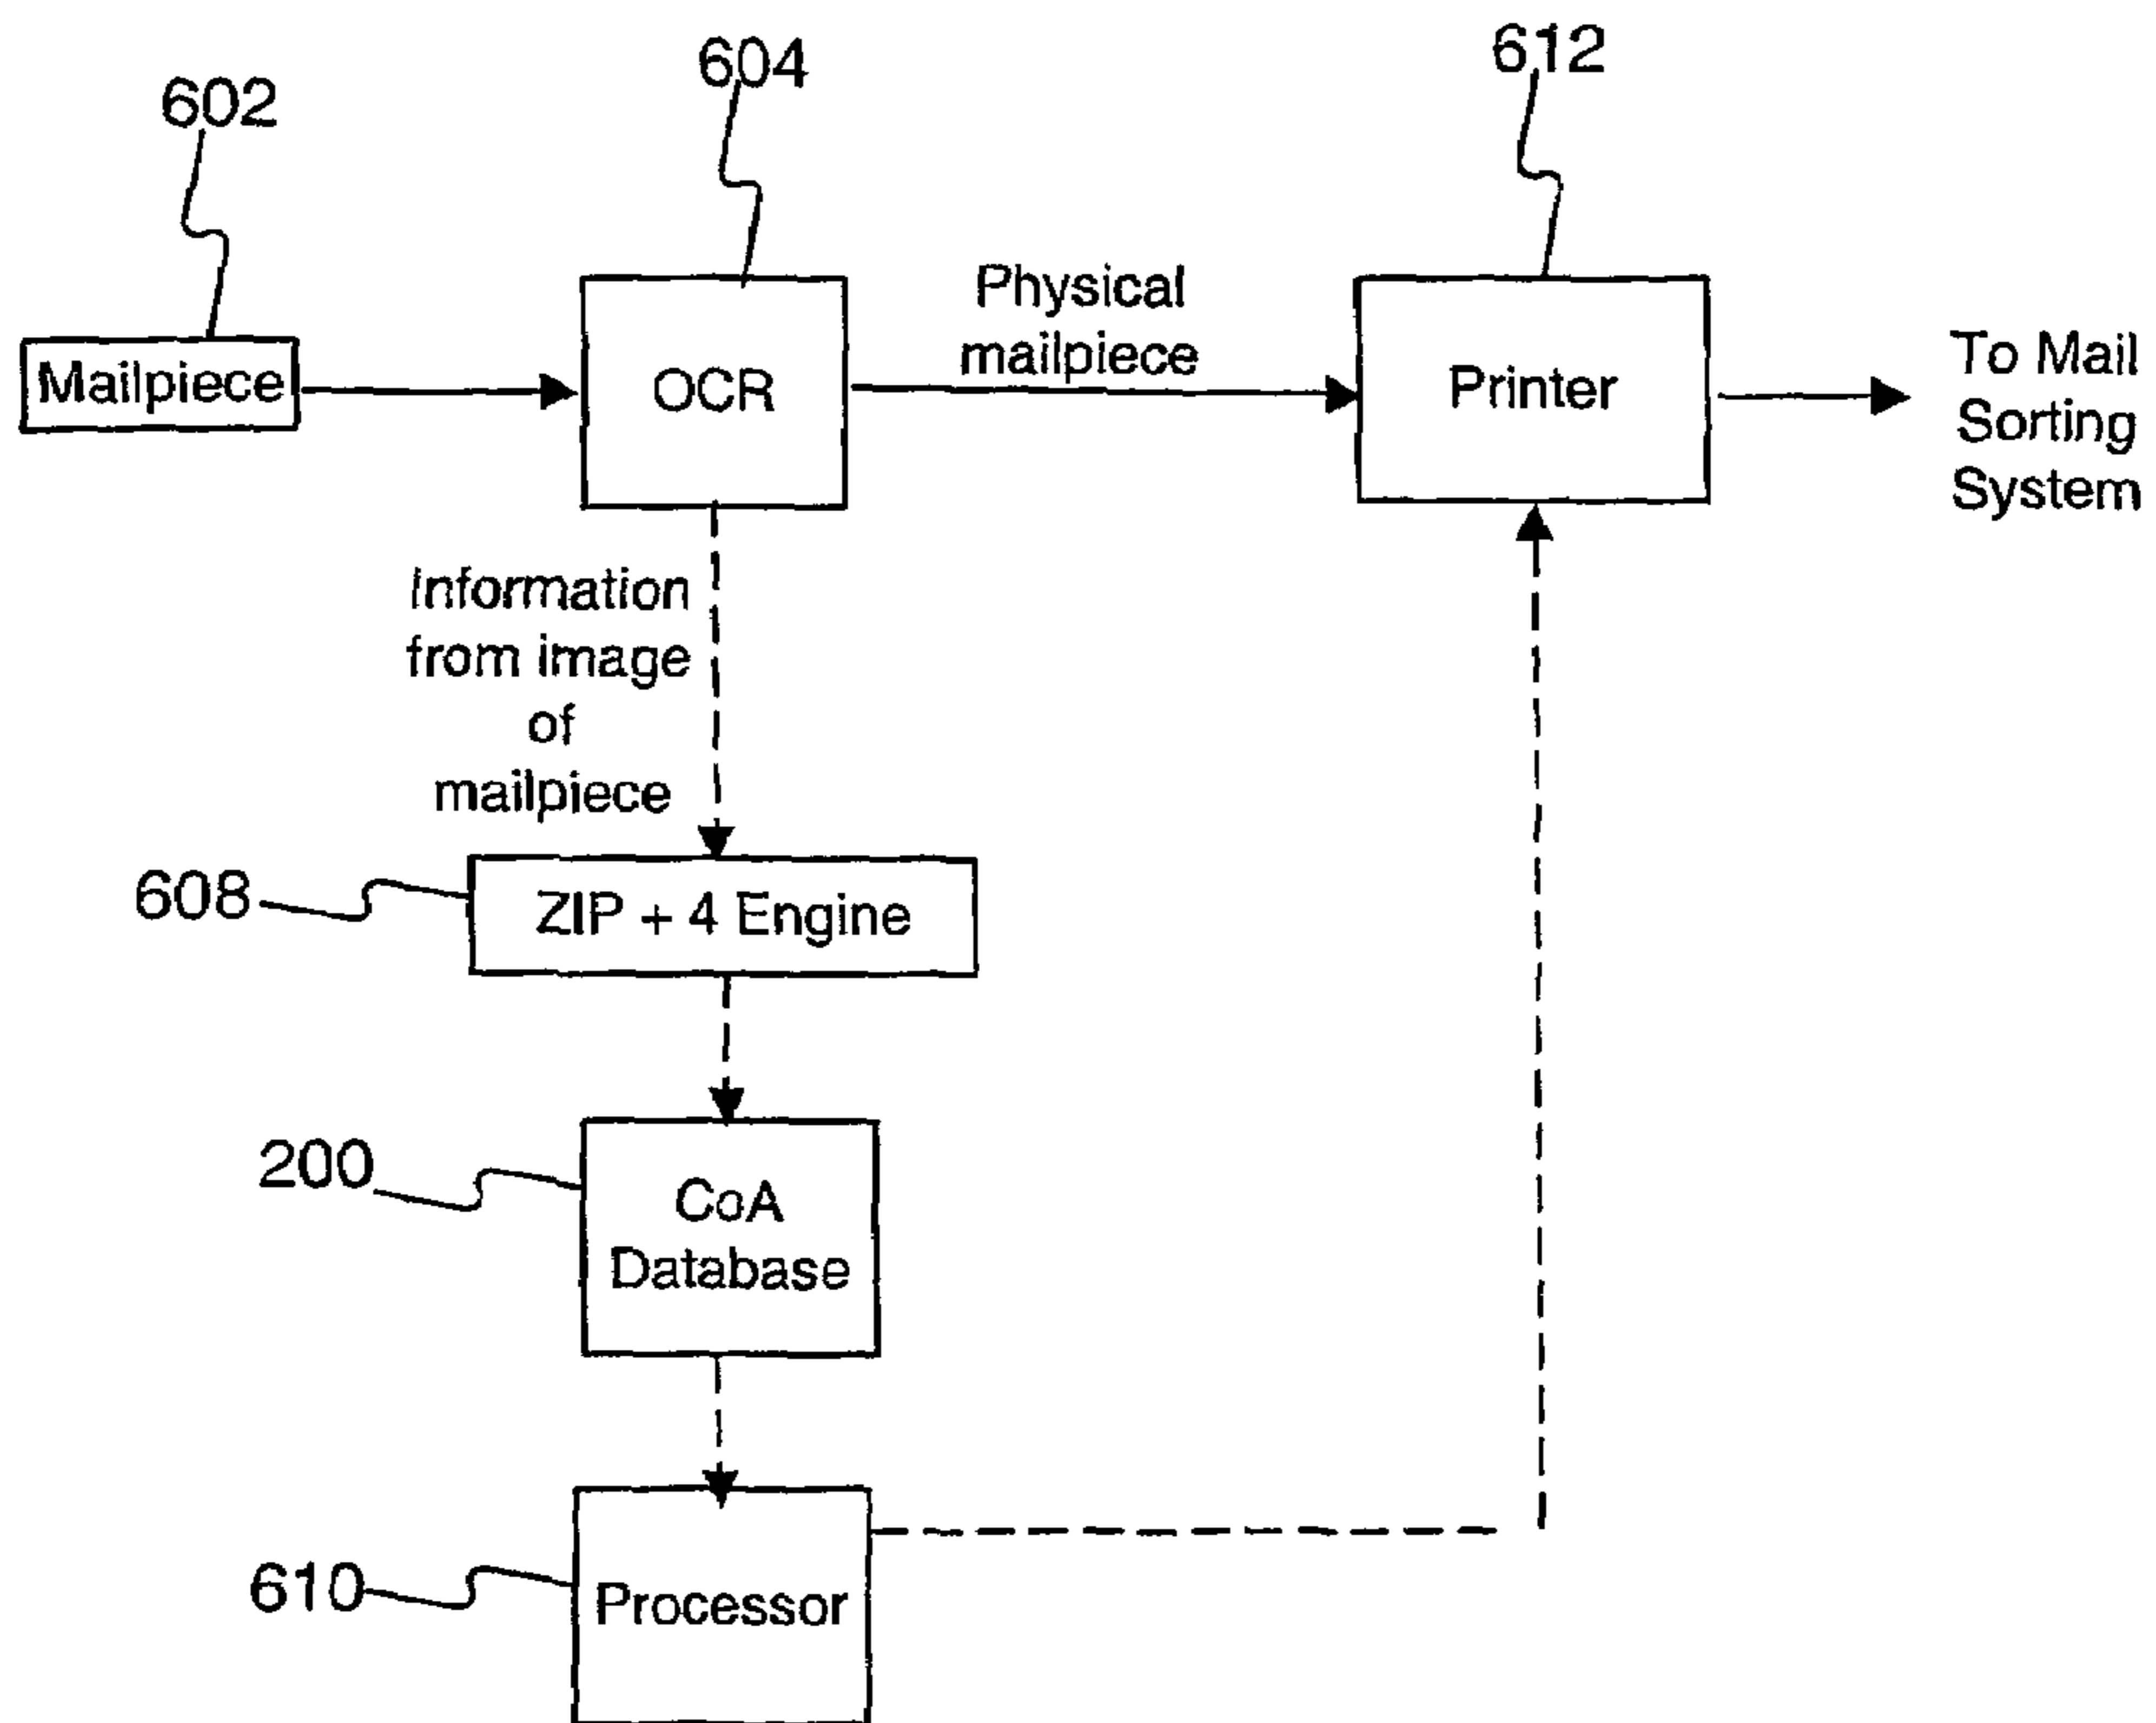 602
604
612
Mailpiece
OCR
Physical
mailpiece
Printer
To Mail
Sorting
System
Information
from image
of
mailpiece
608
ZIP + 4 Engine
200
CoA
Database
610
Processor